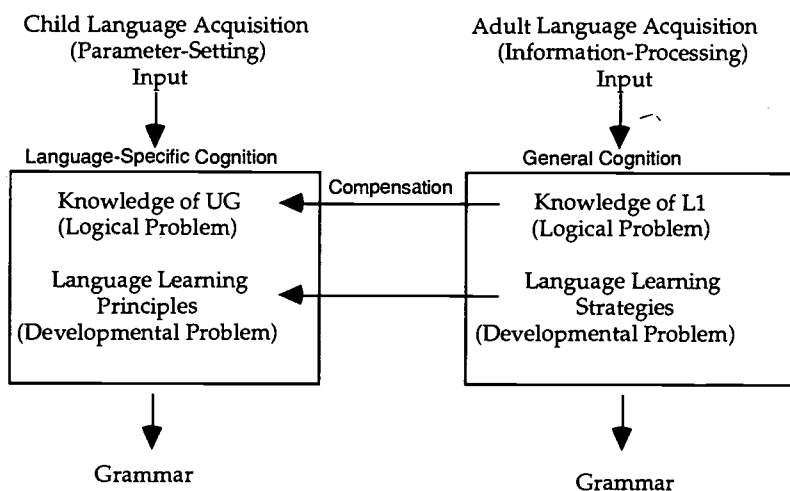 Child Language Acquisition
(Parameter-Setting)
Input
Adult Language Acquisition
(Information-Processing)
Input
Language-Specific Cognition
General Cognition
Knowledge of UG
(Logical Problem)
Compensation
Knowledge of L1
(Logical Problem)
Language Learning
Principles
(Developmental Problem)
Language Learning
Strategies
(Developmental Problem)
Grammar
Grammar